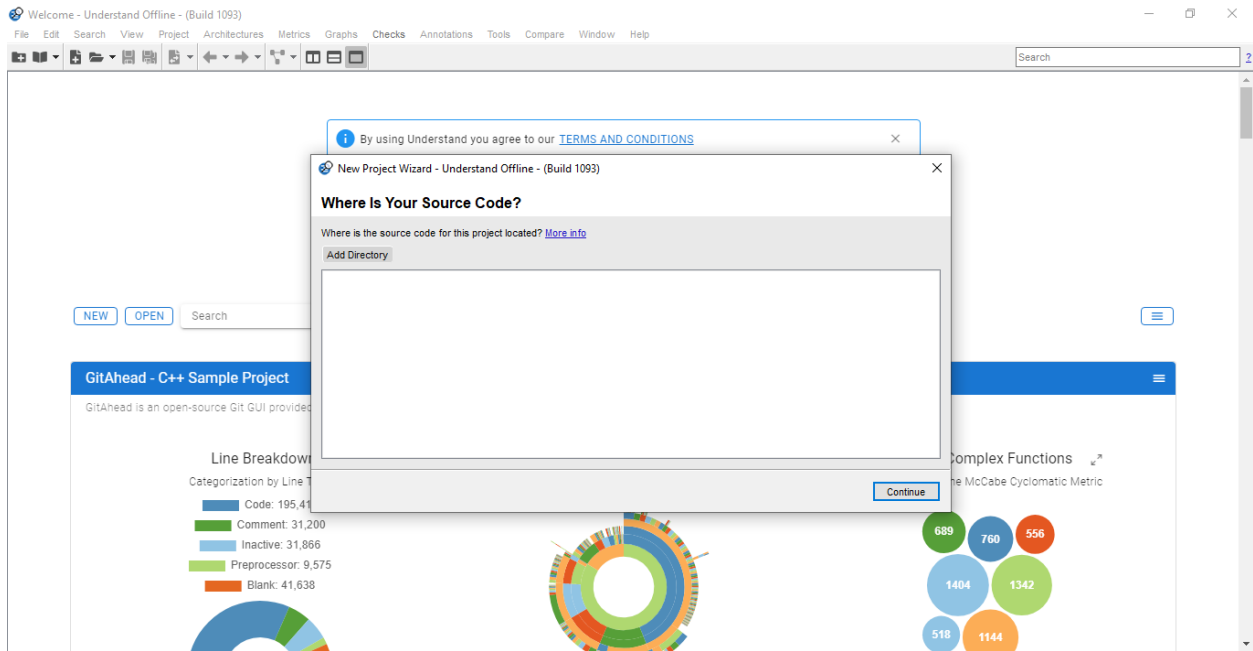 Welcome - Understand Offline - (Build 1093)
File Edit Search View Project Architectures Metrics Graphs Checks Annotations Tools Compare Window Help
Search
?
By using Understand you agree to our TERMS AND CONDITIONS
New Project Wizard - Understand Offline - (Build 1093)
Where Is Your Source Code?
Where is the source code for this project located? More info
Add Directory
Continue
NEW OPEN Search
GitAhead - C++ Sample Project
GitAhead is an open-source Git GUI provided
Line Breakdown
Categorization by Line
Code: 195,41
Comment: 31,200
Inactive: 31,866
Preprocessor: 9,575
Blank: 41,638
Complex Functions
McCabe Cyclomatic Metric
689 760 556
1404 1342
518 1144